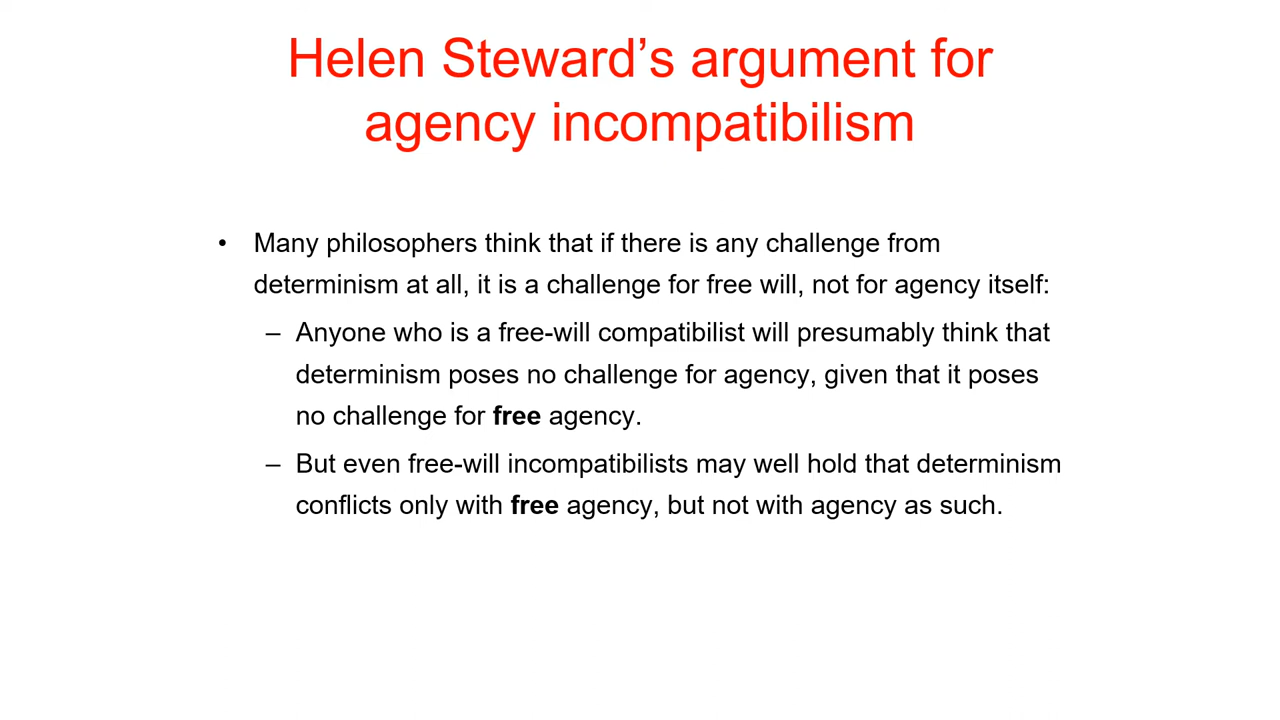 Helen Steward’s argument for
agency incompatibilism
• Many philosophers think that if there is any challenge from
determinism at all, it is a challenge for free will, not for agency itself:
– Anyone who is a free-will compatibilist will presumably think that
determinism poses no challenge for agency, given that it poses
no challenge for free agency.
– But even free-will incompatibilists may well hold that determinism
conflicts only with free agency, but not with agency as such.